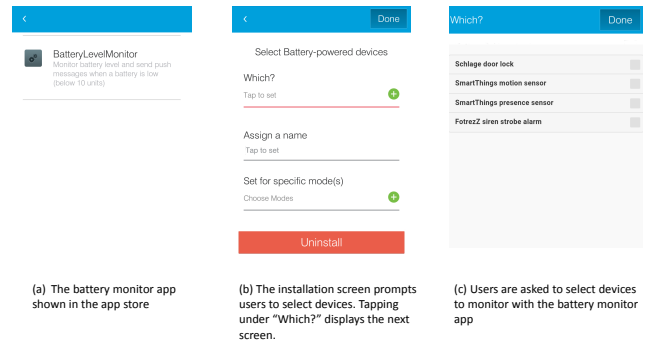 <
BatteryLevelMonitor
Monitor battery level and send push
messages when a battery is low
(below 10 units)
(a) The battery monitor app
shown in the app store
<
Done
Select Battery-powered devices
Which?
Tap to set
Assign a name
Tap to set
Set for specific mode(s)
Choose Modes
Uninstall
(b) The installation screen prompts
users to select devices. Tapping
under “Which?” displays the next
screen.
Which?
Done
Schlage door lock
SmartThings motion sensor
SmartThings presence sensor
FotrezZ siren strobe alarm
(c) Users are asked to select devices
to monitor with the battery monitor
app